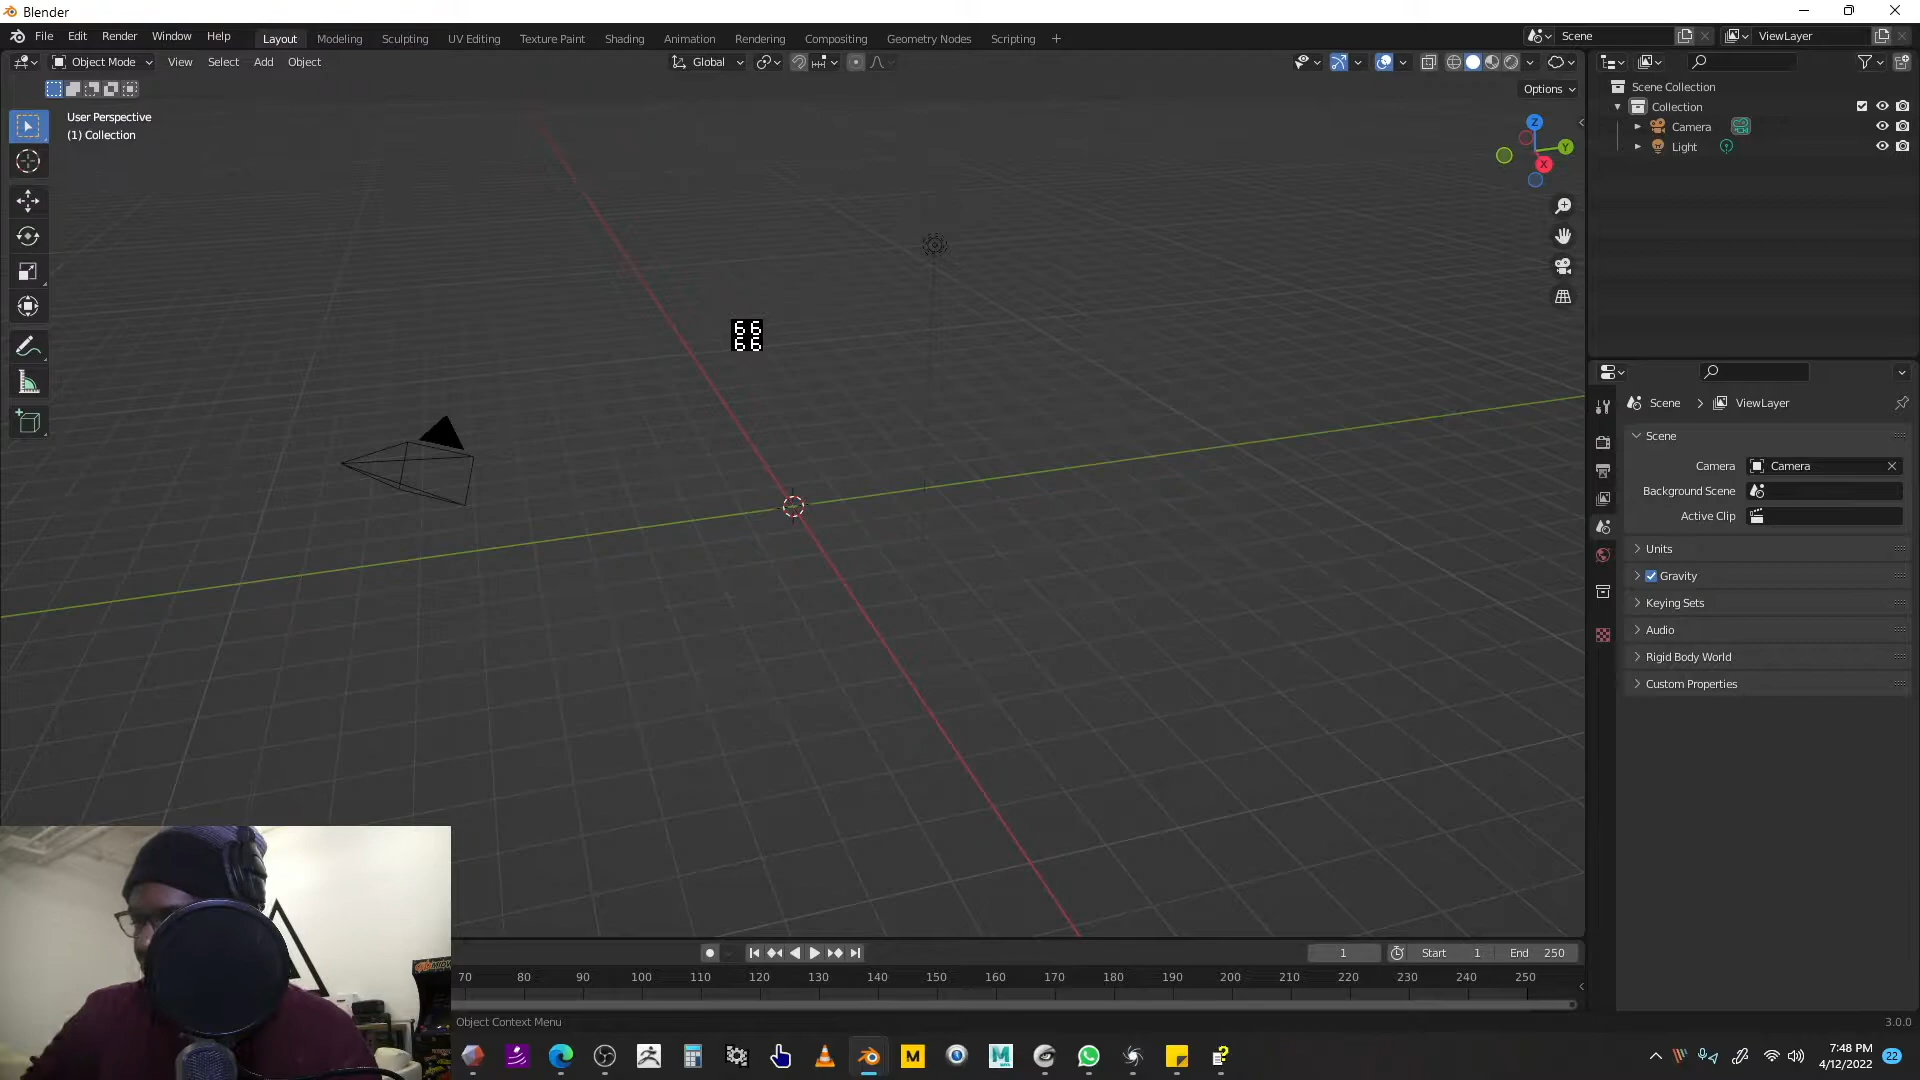 Blender
File Edit Render Window Help Layout Modeling Sculpting UV Editing Texture Paint Shading Animation Rendering Compositing Geometry Nodes Scripting + Scene ViewLayer
Object Mode View Select Add Object Global
Options
User Perspective
(1) Collection
Z
Y
X
66
66
Scene Collection
Collection
Camera
Light
Scene > ViewLayer
Scene
Camera Camera
Background Scene
Active Clip
Units
Gravity
Keying Sets
Audio
Rigid Body World
Custom Properties
1 Start 1 End 250
70 80 90 100 110 120 130 140 150 160 170 180 190 200 210 220 230 240 250
Object Context Menu 3.0.0
M
M
7:48 PM
4/12/2022
22